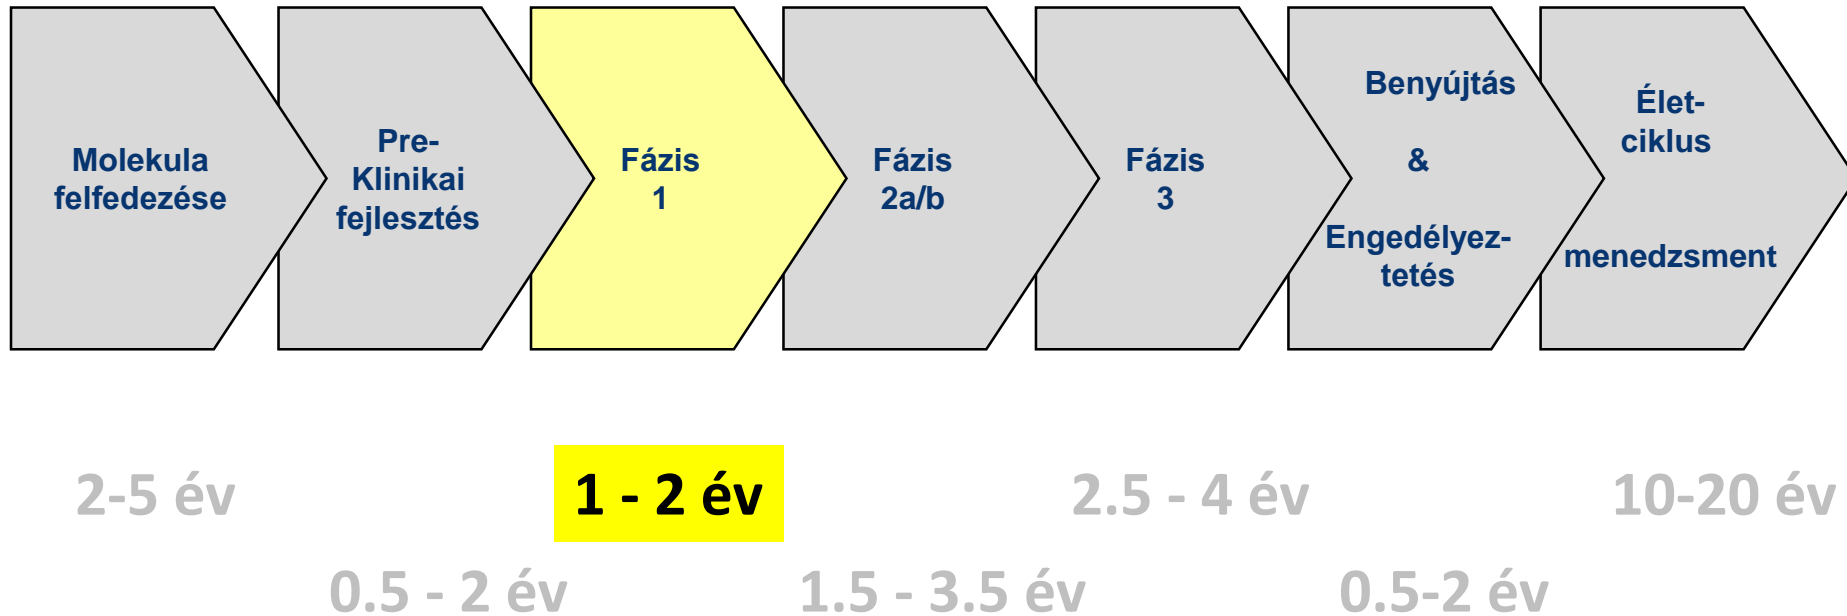 Molekula
felfedezése
Pre-
Klinikai
fejlesztés
Fázis
1
Fázis
2a/b
Fázis
3
Benyújtás
&
Engedélyez-
tetés
Élet-
ciklus
menedzsment
2-5 év
1 - 2 év
2.5 - 4 év
10-20 év
0.5 - 2 év
1.5 - 3.5 év
0.5-2 év